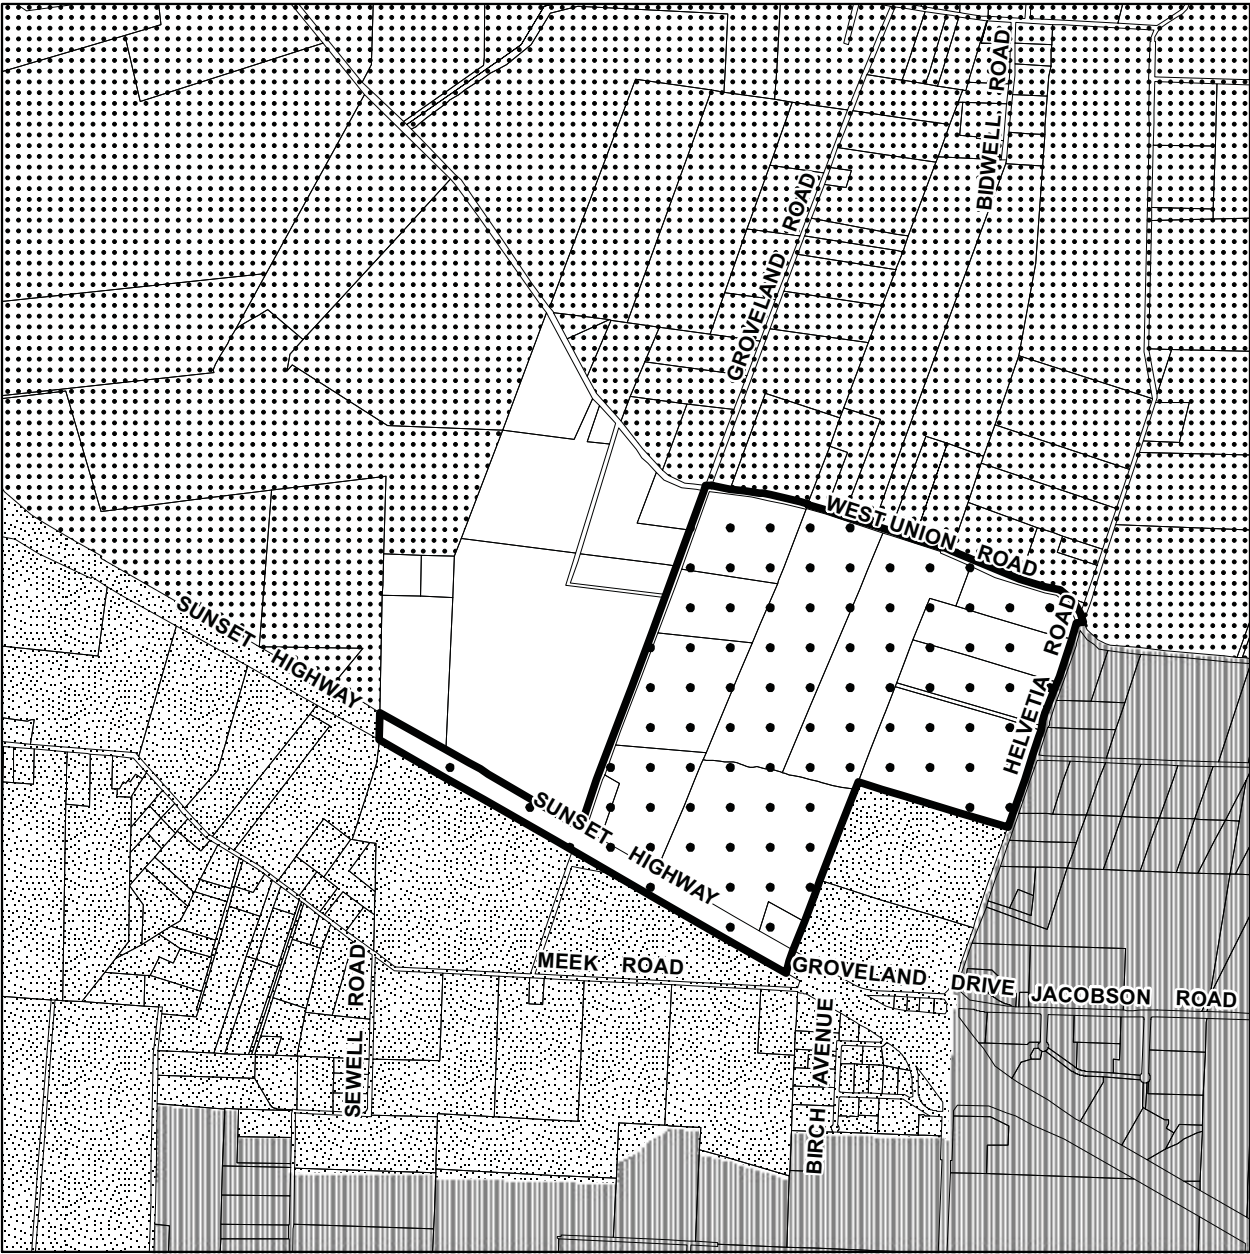 BIDWELL ROAD
GROVELAND ROAD
WEST UNION ROAD
HELVETIA ROAD
SUNSET HIGHWAY
SUNSET HIGHWAY
MEEK ROAD
GROVELAND DRIVE
JACOBSON ROAD
SEWELL ROAD
BIRCH AVENUE